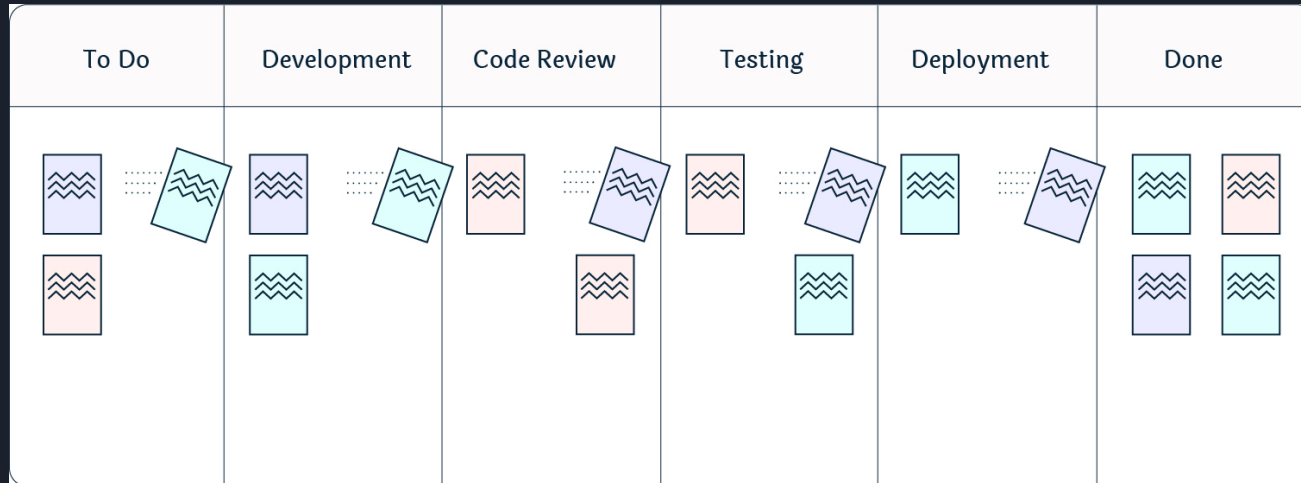 To Do
Development
Code Review
Testing
Deployment
Done